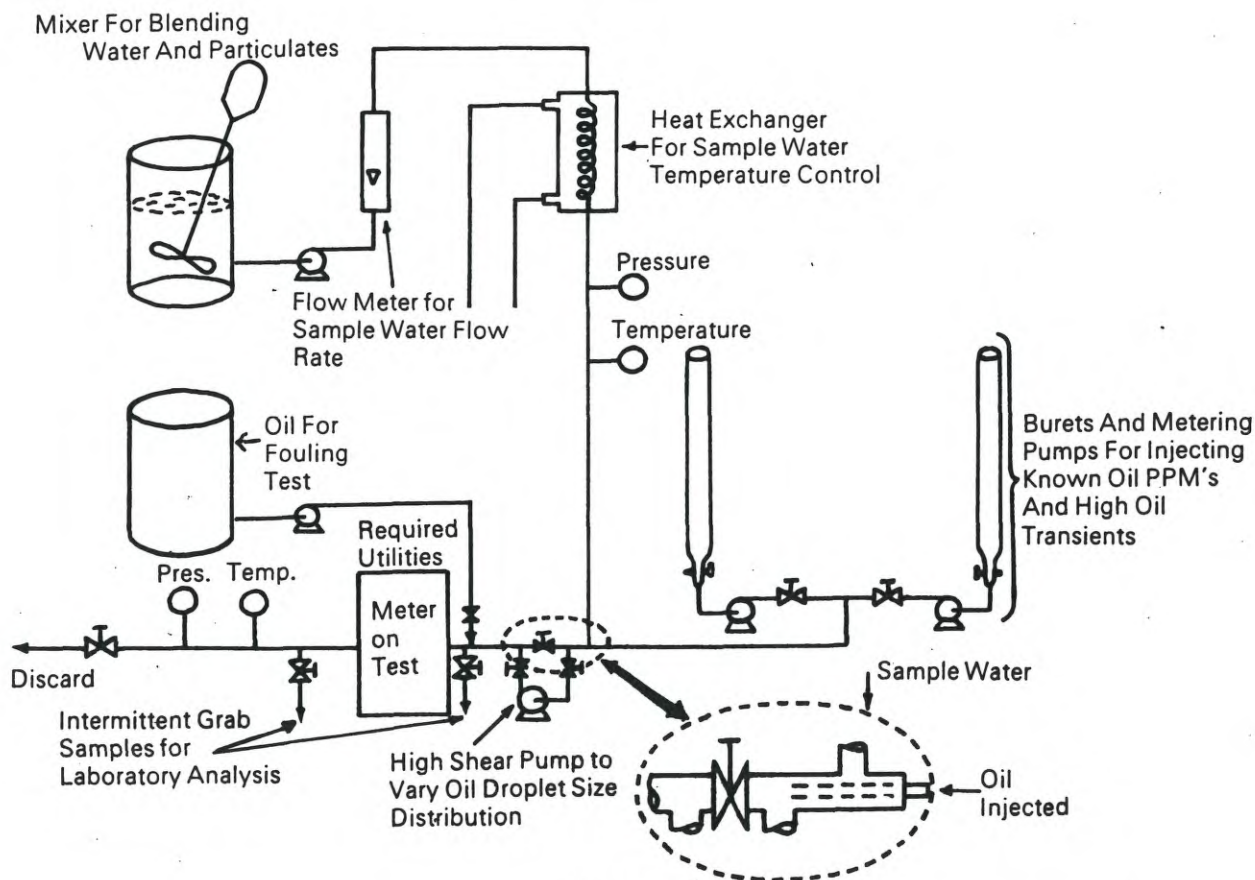 Mixer For Blending
Water And Particulates
Heat Exchanger
For Sample Water
Temperature Control
Flow Meter for
Sample Water Flow
Rate
Pressure
Temperature
Oil For
Fouling
Test
Burets And Metering
Pumps For Injecting
Known Oil PPM's
And High Oil
Transients
Required
Utilities
Pres.
Temp.
Meter
on
Test
Discard
Intermittent Grab
Samples for
Laboratory Analysis
High Shear Pump to
Vary Oil Droplet Size
Distribution
Sample Water
Oil
Injected